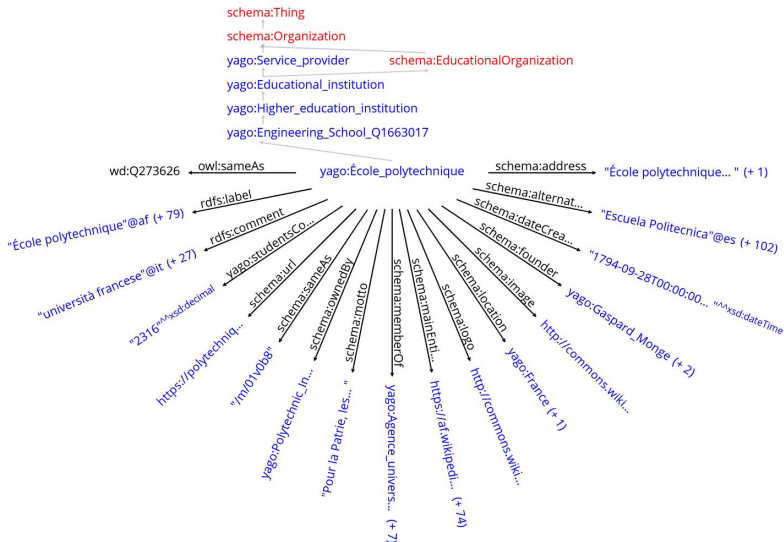 schema:Thing
schema:Organization
yago:Service_provider
schema:EducationalOrganization
yago:Educational_institution
yago:Higher_education_institution
yago:Engineering_School_Q1663017
wd:Q273626
owl:sameAs
yago:École_polytechnique
schema:address
"École polytechnique... " (+ 1)
rdfs:label
"École polytechnique"@af (+ 79)
rdfs:comment
"università francese"@it (+ 27)
yago:studentsCo...
"2316"^^xsd:decimal
schema:url
https://polytechniq...
schema:sameAs
"/m/01v0b8"
schema:ownedBy
yago:Polytechnic_In...
schema:motto
"Pour la Patrie, les... "
schema:memberOf
yago:Agence_univers... (+ 7)
schema:mainEnti...
https://af.wikipedi... (+ 74)
schema:logo
http://commons.wiki...
schema:location
yago:France (+ 1)
schema:image
http://commons.wiki...
schema:founder
yago:Gaspard_Monge (+ 2)
schema:dateCrea...
"1794-09-28T00:00:00... "^^xsd:dateTime
schema:alternat...
"Escuela Politecnica"@es (+ 102)